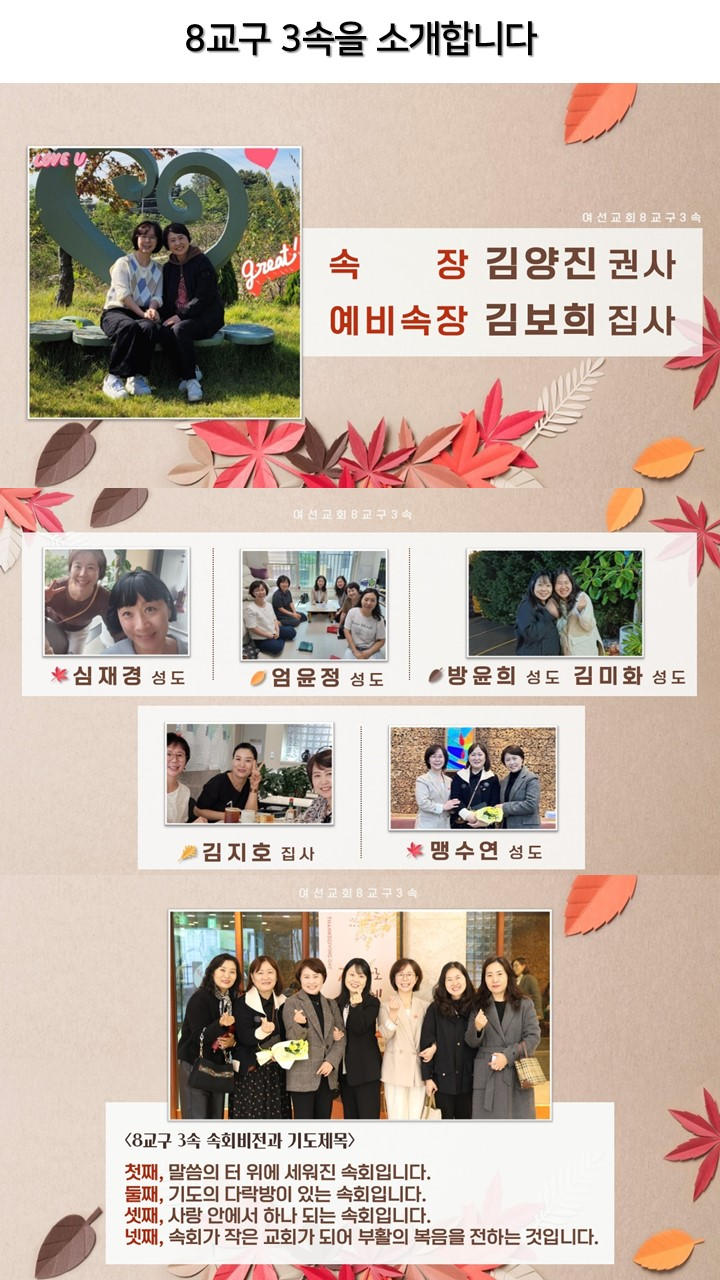 8교구 3속을 소개합니다
LOVE U
great!
여선교회8교구3속
속 장 김양진 권사
예비속장 김보희 집사
여선교회8교구3속
심재경 성도
엄윤정 성도
방윤희 성도 김미화 성도
김지호 집사
맹수연 성도
여선교회8교구3속
THANKSGIVING DAY
<8교구 3속 속회비전과 기도제목>
첫째, 말씀의 터 위에 세워진 속회입니다.
둘째, 기도의 다락방이 있는 속회입니다.
셋째, 사랑 안에서 하나 되는 속회입니다.
넷째, 속회가 작은 교회가 되어 부활의 복음을 전하는 것입니다.